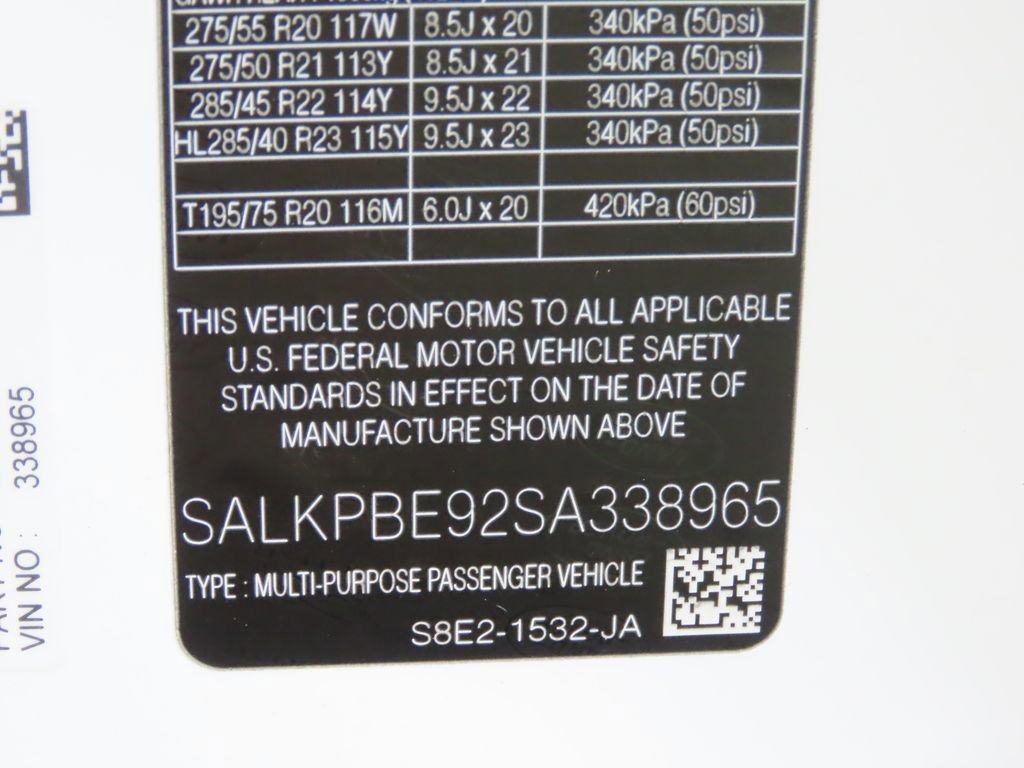 275/55 R20 117W 8.5J x 20 340kPa (50psi)
275/50 R21 113Y 8.5J x 21 340kPa (50psi)
285/45 R22 114Y 9.5J x 22 340kPa (50psi)
HL285/40 R23 115Y 9.5J x 23 340kPa (50psi)
T195/75 R20 116M 6.0J x 20 420kPa (60psi)
THIS VEHICLE CONFORMS TO ALL APPLICABLE
U.S. FEDERAL MOTOR VEHICLE SAFETY
STANDARDS IN EFFECT ON THE DATE OF
MANUFACTURE SHOWN ABOVE
SALKPBE92SA338965
TYPE : MULTI-PURPOSE PASSENGER VEHICLE
S8E2-1532-JA
VIN NO : 338965